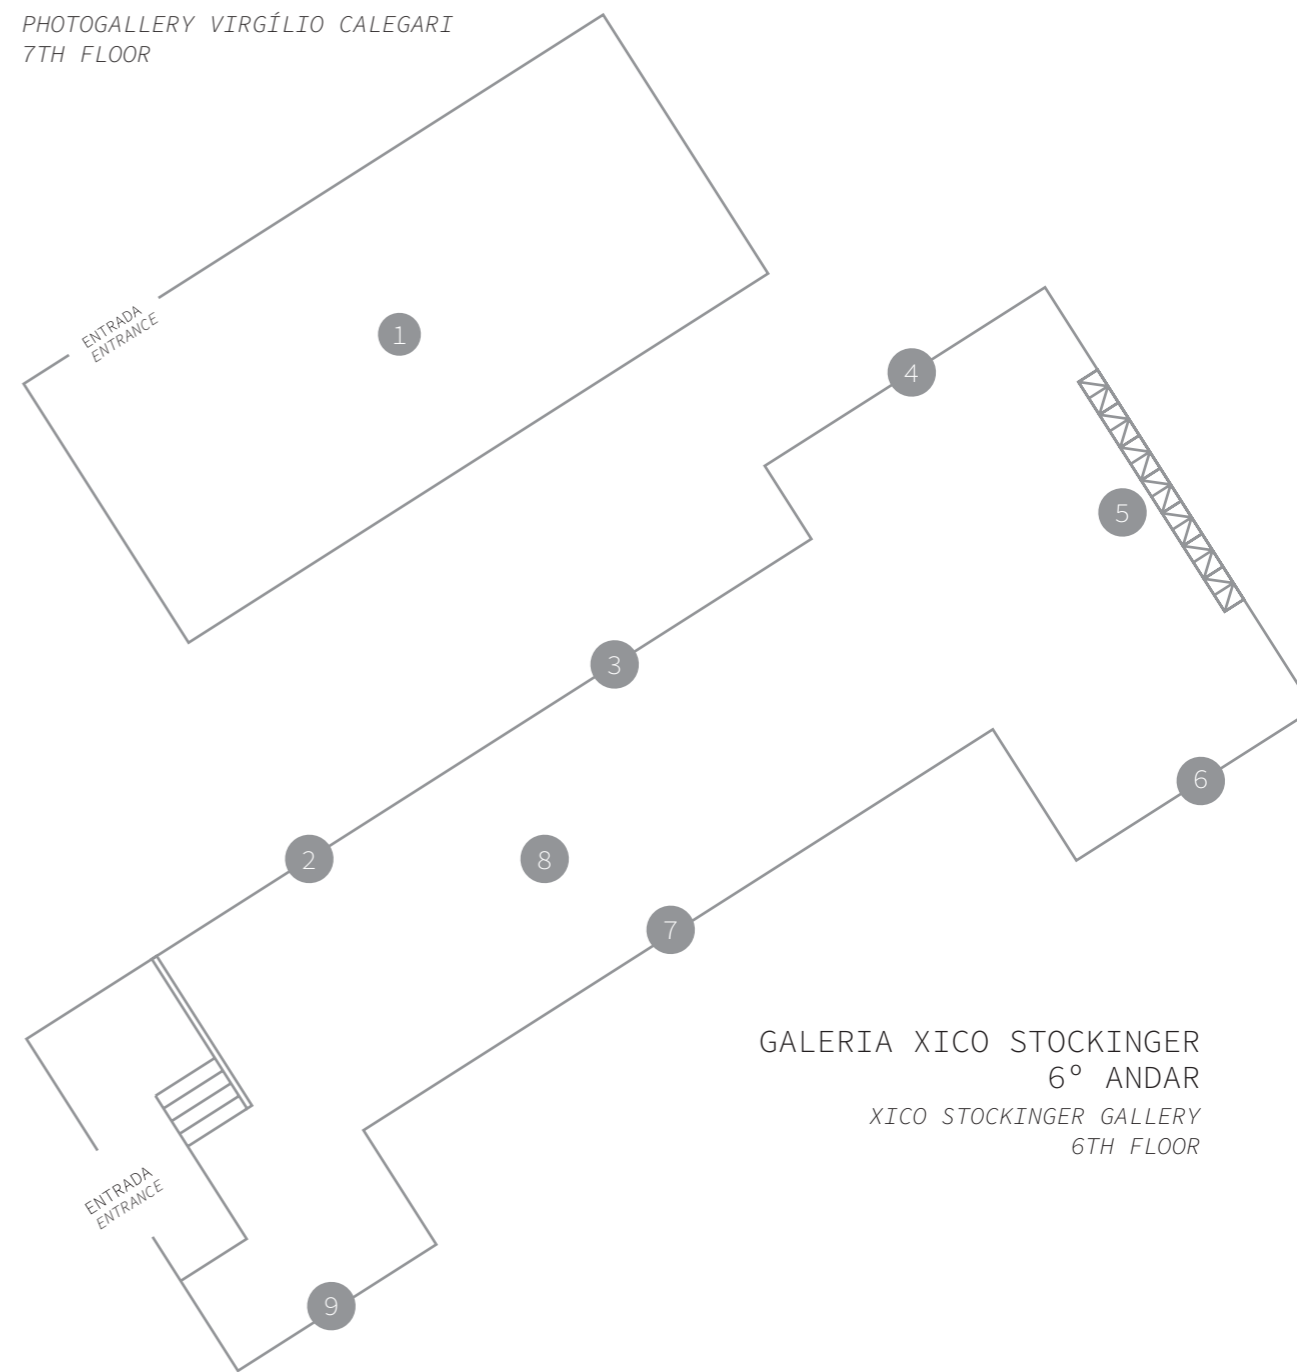 PHOTOGALLERY VIRGÍLIO CALEGARI
7TH FLOOR
ENTRADA
ENTRANCE
1
4
5
3
6
2
8
7
GALERIA XICO STOCKINGER
6º ANDAR
XICO STOCKINGER GALLERY
6TH FLOOR
ENTRADA
ENTRANCE
9